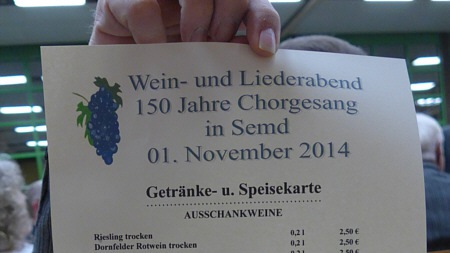 Wein- und Liederabend
150 Jahre Chorgesang
in Semd
01. November 2014
Getränke- u. Speisekarte
AUSSCHANKWEINE
Riesling trocken 0,2 l 2,50 €
Dornfelder Rotwein trocken 0,2 l 2,50 €